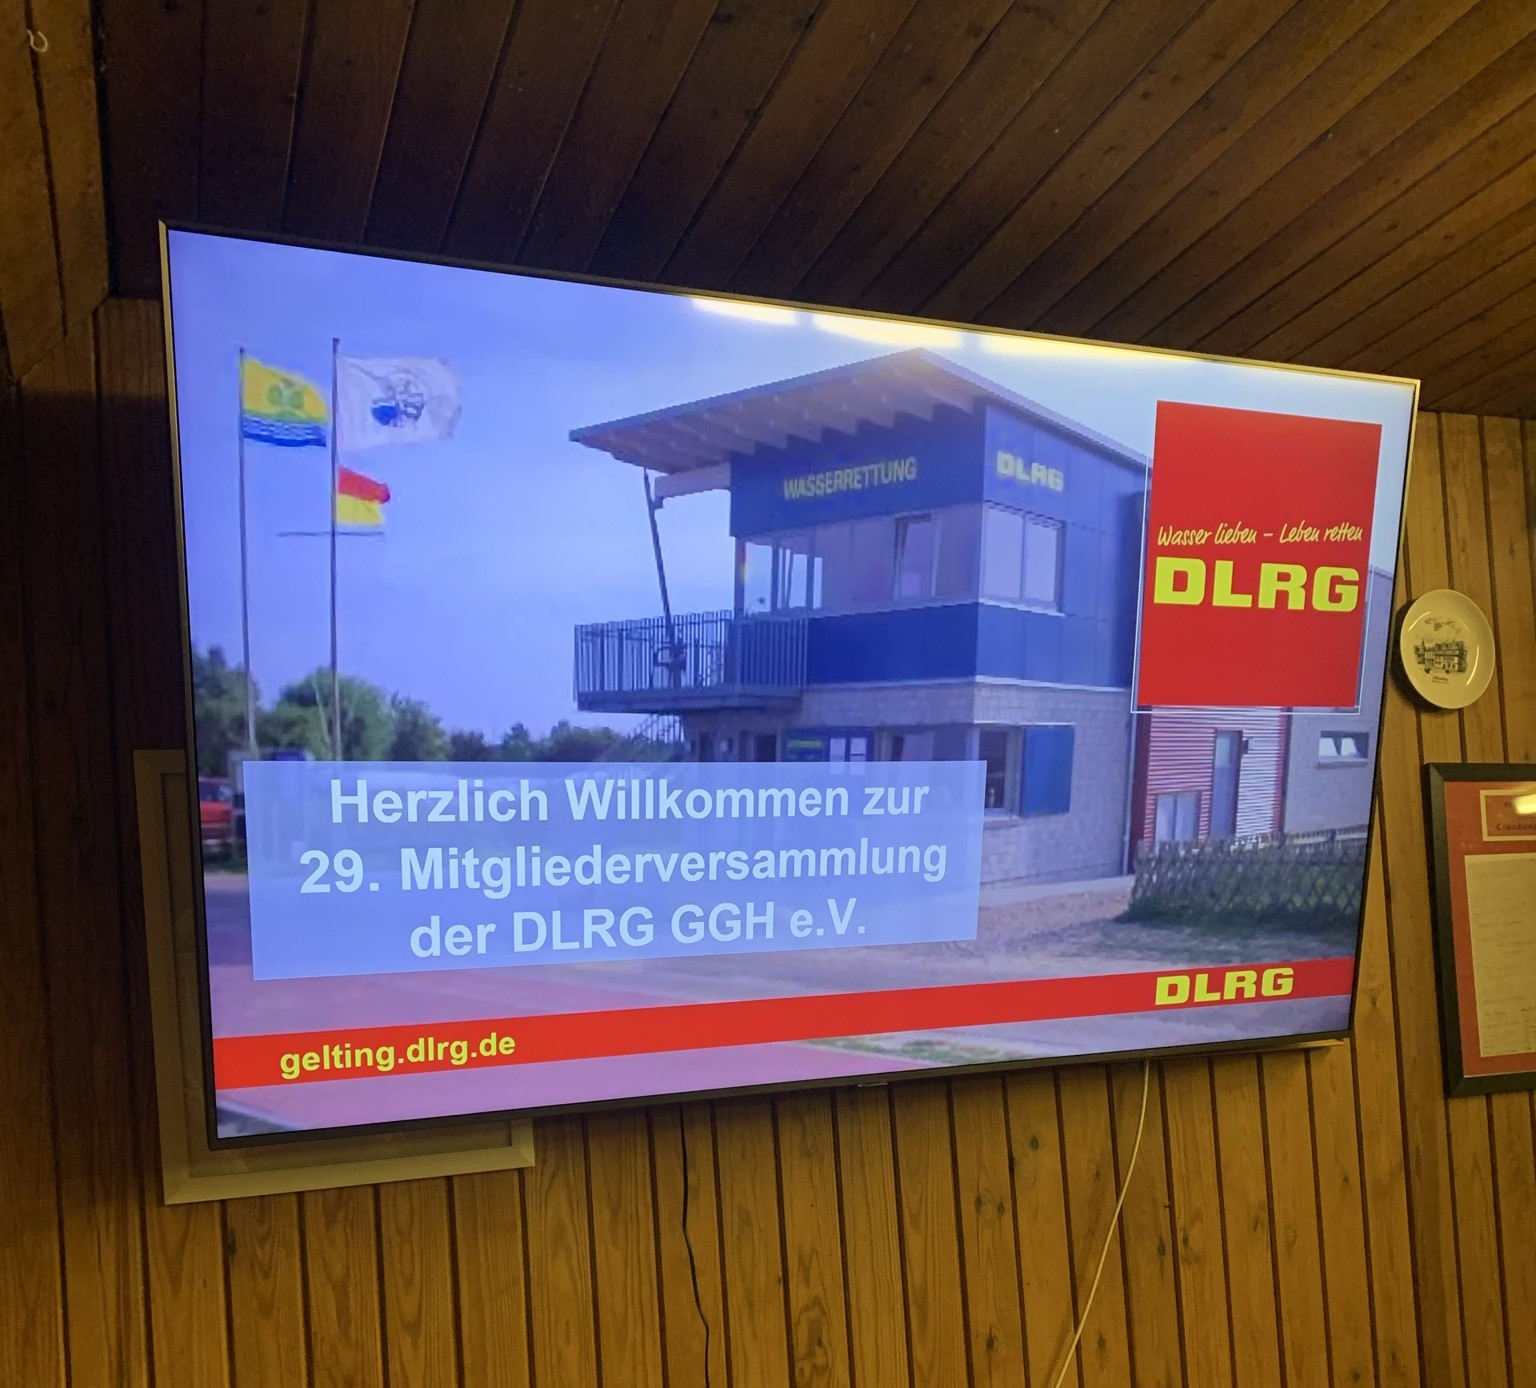 WASSERRETTUNG
DLRG
Wasser lieben – Leben retten
DLRG
Herzlich Willkommen zur
29. Mitgliederversammlung
der DLRG GGH e.V.
DLRG
gelting.dlrg.de